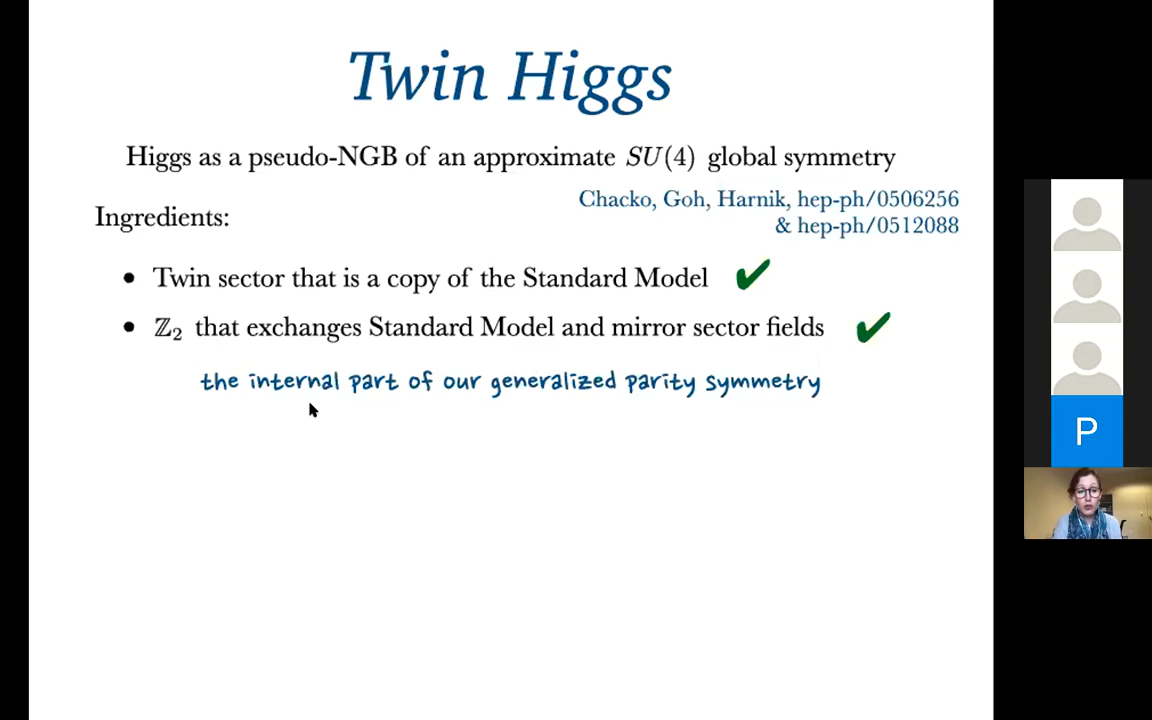 Twin Higgs
Higgs as a pseudo-NGB of an approximate SU(4) global symmetry
Chacko, Goh, Harnik, hep-ph/0506256
& hep-ph/0512088
Ingredients:
• Twin sector that is a copy of the Standard Model ✔
• ℤ₂ that exchanges Standard Model and mirror sector fields ✔
the internal part of our generalized parity symmetry
P